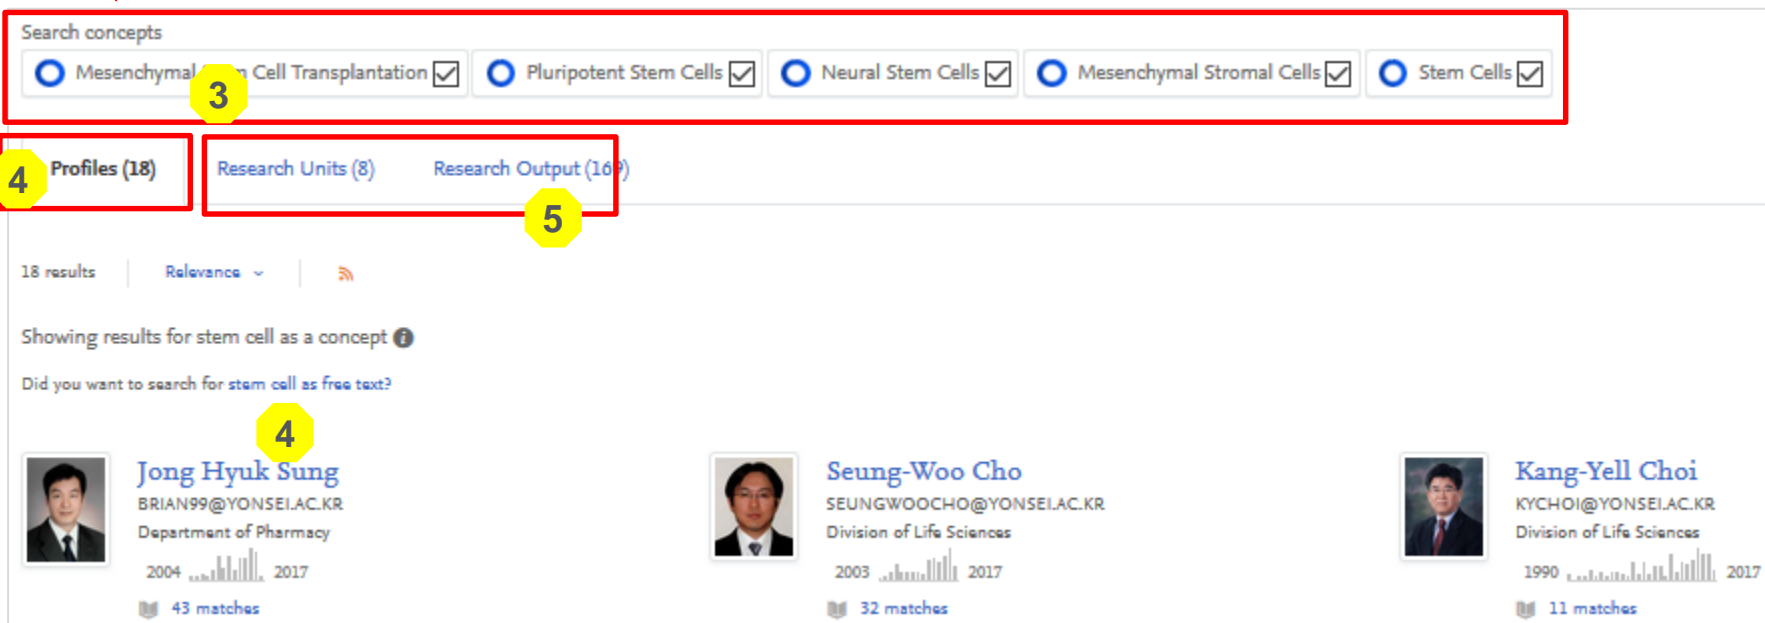 Search concepts
Mesenchymal Stem Cell Transplantation Pluripotent Stem Cells Neural Stem Cells Mesenchymal Stromal Cells Stem Cells
3
4 Profiles (18) Research Units (8) Research Output (169)
5
18 results Relevance
Showing results for stem cell as a concept i
Did you want to search for stem cell as free text?
4
Jong Hyuk Sung
BRIAN99@YONSEI.AC.KR
Department of Pharmacy
2004 2017
43 matches
Seung-Woo Cho
SEUNGWOOCHO@YONSEI.AC.KR
Division of Life Sciences
2003 2017
32 matches
Kang-Yell Choi
KYCHOI@YONSEI.AC.KR
Division of Life Sciences
1990 2017
11 matches